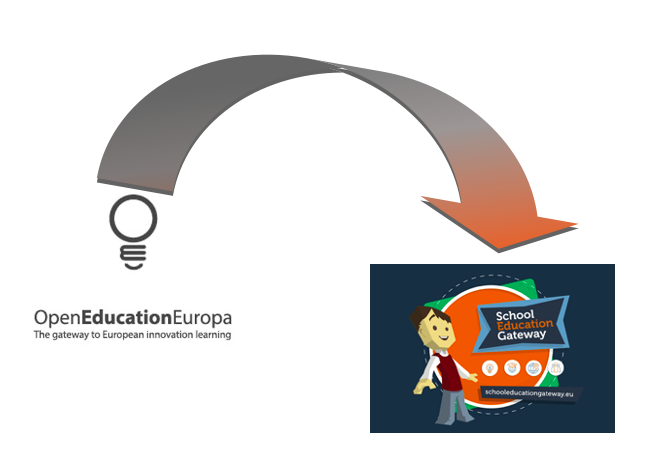 OpenEducationEuropa
The gateway to European innovation learning
School
Education
Gateway
schooleducationgateway.eu